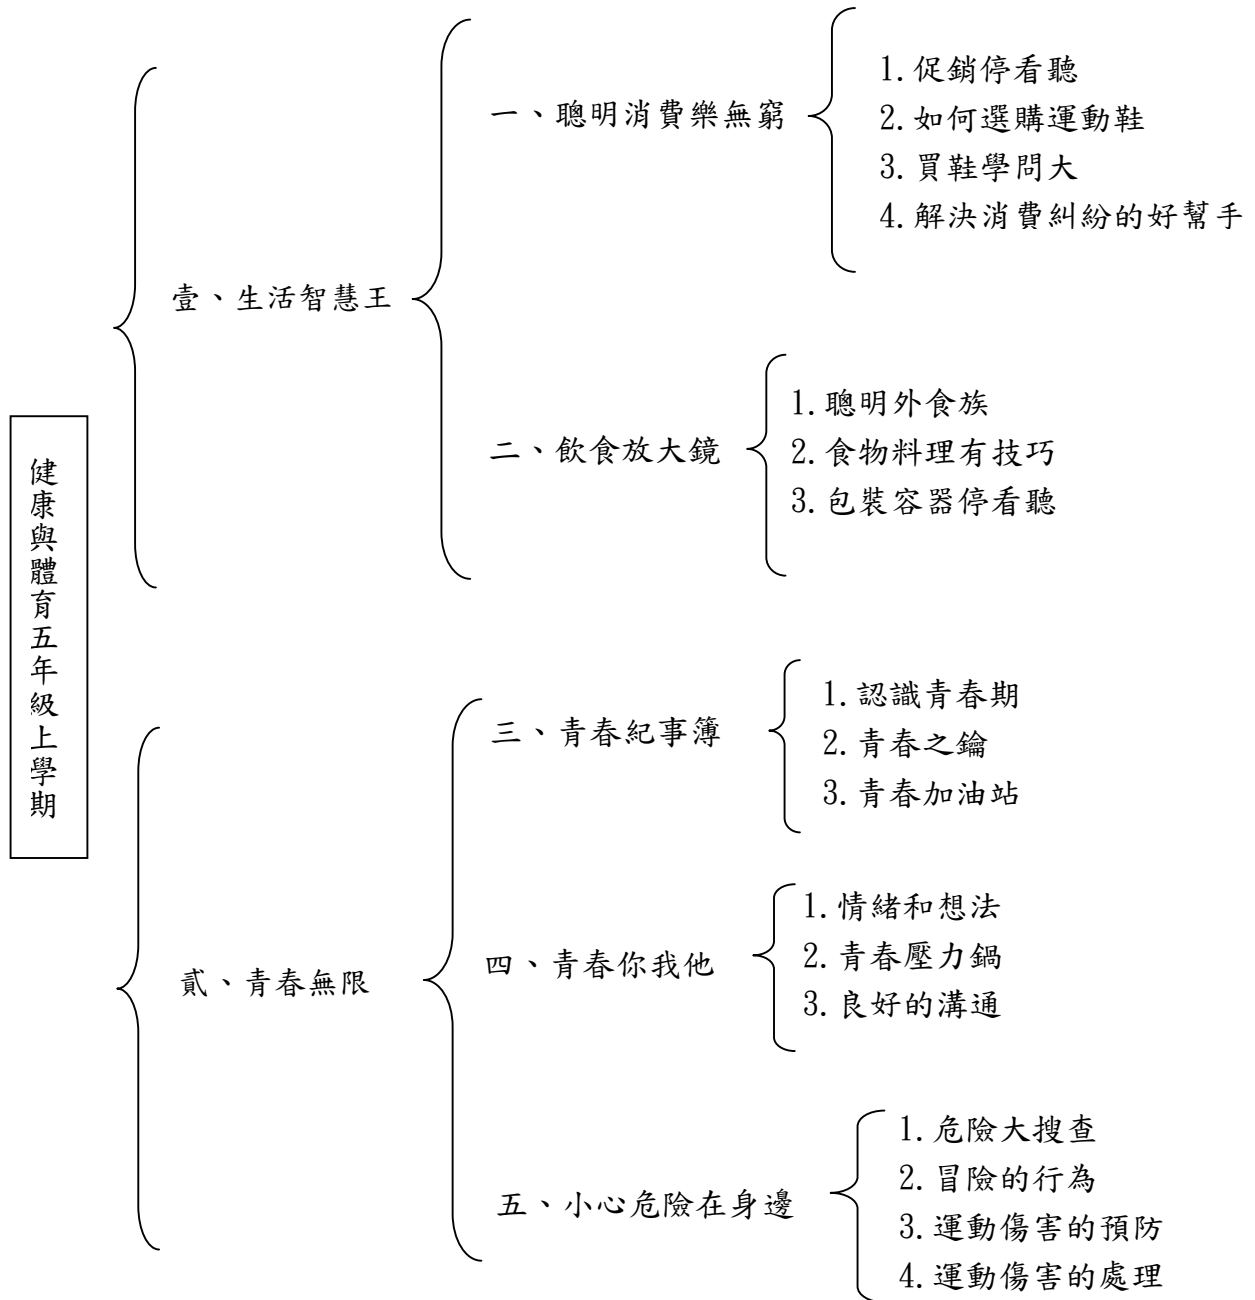 健康與體育五年級上學期
壹、生活智慧王
一、聰明消費樂無窮
1.促銷停看聽
2.如何選購運動鞋
3.買鞋學問大
4.解決消費糾紛的好幫手
二、飲食放大鏡
1.聰明外食族
2.食物料理有技巧
3.包裝容器停看聽
貳、青春無限
三、青春紀事簿
1.認識青春期
2.青春之鑰
3.青春加油站
四、青春你我他
1.情緒和想法
2.青春壓力鍋
3.良好的溝通
五、小心危險在身邊
1.危險大搜查
2.冒險的行為
3.運動傷害的預防
4.運動傷害的處理